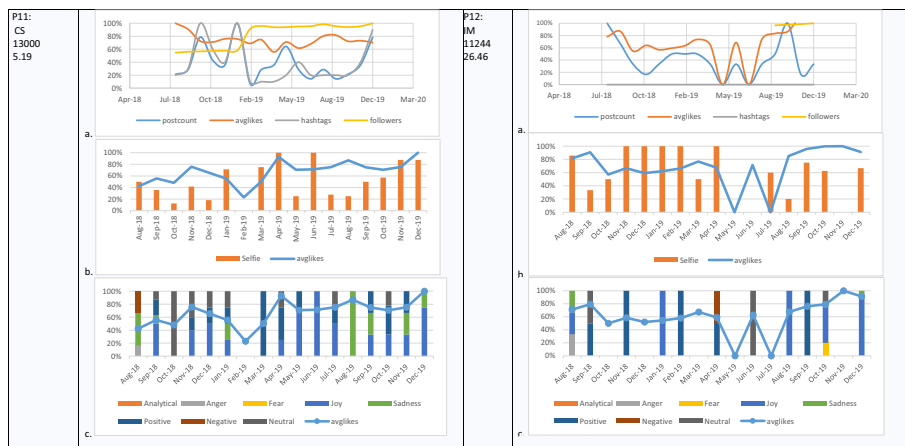 P11:
CS
13000
5.19
100%
80%
60%
40%
20%
0%
Apr-18 Jul-18 Oct-18 Feb-19 May-19 Aug-19 Dec-19 Mar-20
postcount avglikes hashtags followers
a.
100%
80%
60%
40%
20%
0%
Aug-18 Sep-18 Oct-18 Nov-18 Dec-18 Jan-19 Feb-19 Mar-19 Apr-19 May-19 Jun-19 Jul-19 Aug-19 Sep-19 Oct-19 Nov-19 Dec-19
Selfie avglikes
b.
100%
80%
60%
40%
20%
0%
Aug-18 Sep-18 Oct-18 Nov-18 Dec-18 Jan-19 Feb-19 Mar-19 Apr-19 May-19 Jun-19 Jul-19 Aug-19 Sep-19 Oct-19 Nov-19 Dec-19
Analytical Anger Fear Joy Sadness
Positive Negative Neutral avglikes
c.
P12:
IM
11244
26.46
100%
80%
60%
40%
20%
0%
Apr-18 Jul-18 Oct-18 Feb-19 May-19 Aug-19 Dec-19 Mar-20
postcount avglikes hashtags followers
a.
100%
80%
60%
40%
20%
0%
Aug-18 Sep-18 Oct-18 Nov-18 Dec-18 Jan-19 Feb-19 Mar-19 Apr-19 May-19 Jun-19 Jul-19 Aug-19 Sep-19 Oct-19 Nov-19 Dec-19
Selfie avglikes
b.
100%
80%
60%
40%
20%
0%
Aug-18 Sep-18 Oct-18 Nov-18 Dec-18 Jan-19 Feb-19 Mar-19 Apr-19 May-19 Jun-19 Jul-19 Aug-19 Sep-19 Oct-19 Nov-19 Dec-19
Analytical Anger Fear Joy Sadness
Positive Negative Neutral avglikes
c.